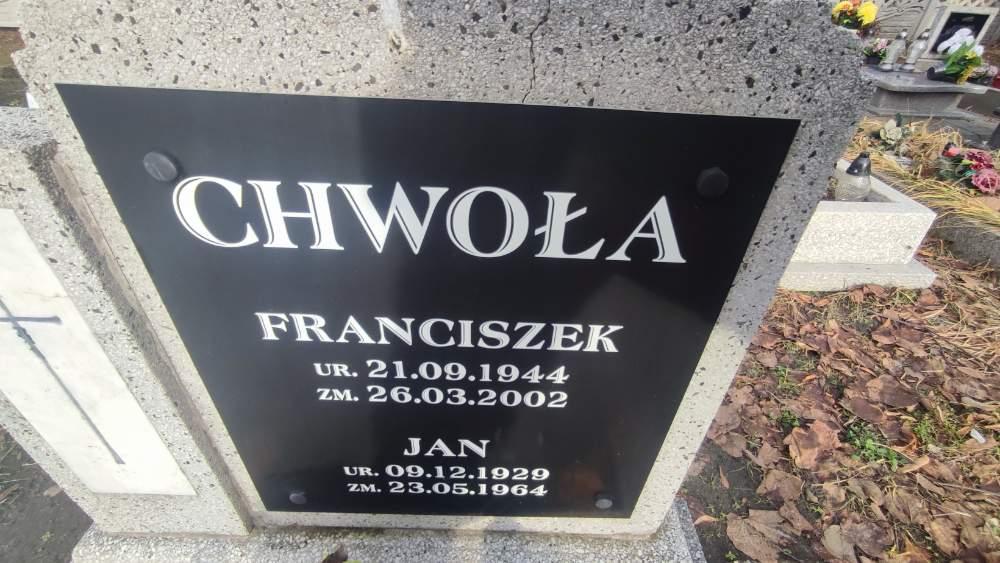 CHWOŁA
FRANCISZEK
UR. 21.09.1944
ZM. 26.03.2002
JAN
UR. 09.12.1929
ZM. 23.05.1964